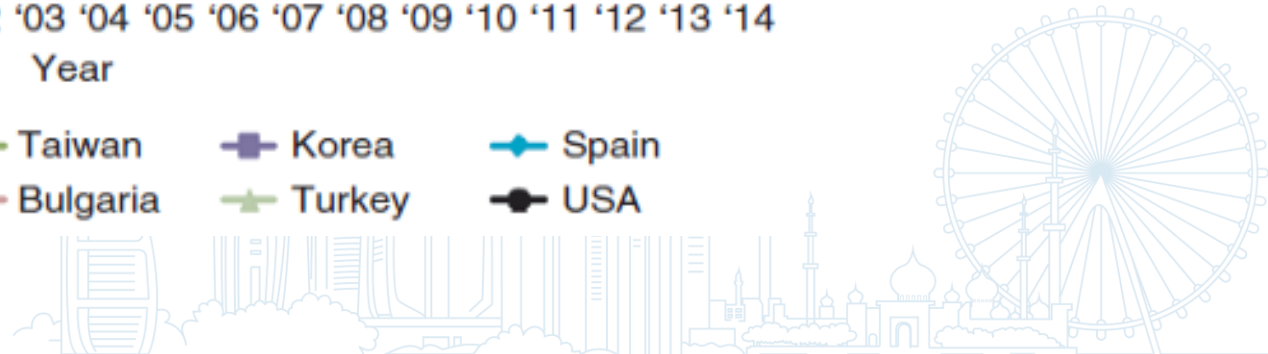 ‘03 ‘04 ‘05 ‘06 ‘07 ‘08 ‘09 ‘10 ‘11 ‘12 ‘13 ‘14
Year
Taiwan Korea Spain
Bulgaria Turkey USA